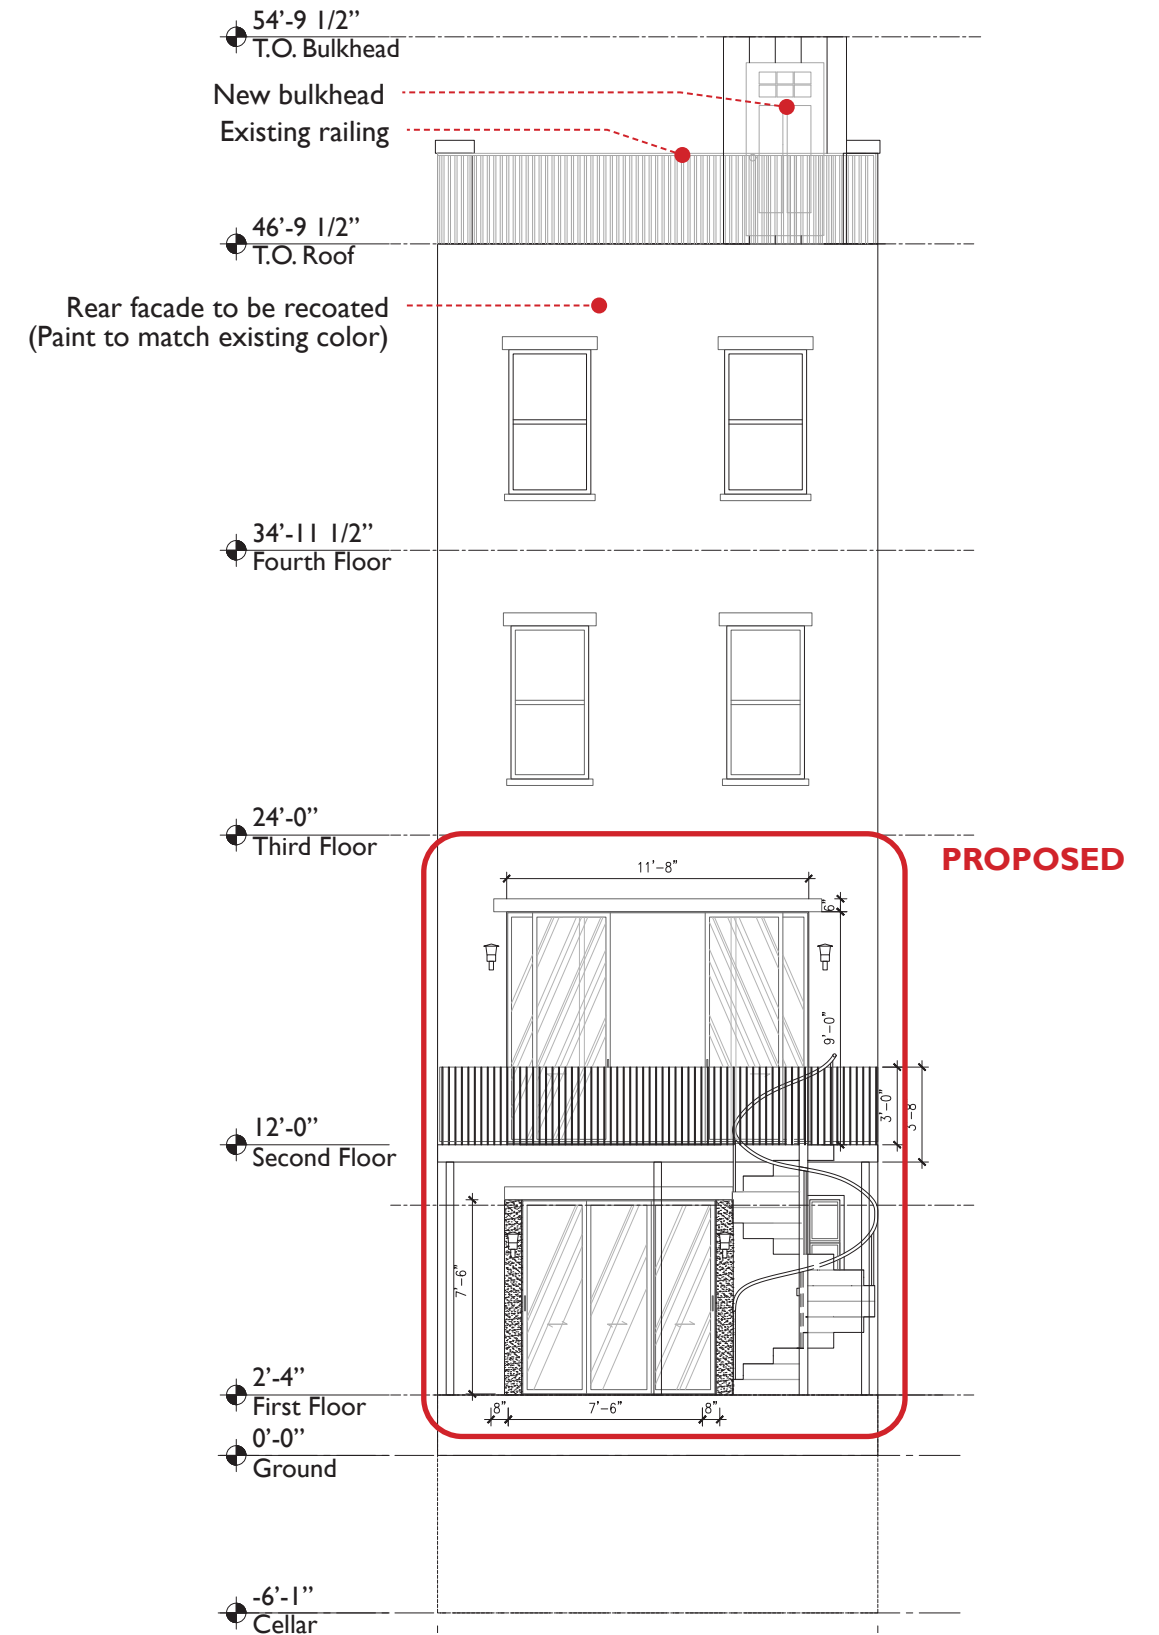 54’-9 1/2”
T.O. Bulkhead
New bulkhead
Existing railing
46’-9 1/2”
T.O. Roof
Rear facade to be recoated
(Paint to match existing color)
34’-11 1/2”
Fourth Floor
24’-0”
Third Floor
PROPOSED
11’-8”
6”
9’-0”
3’-0”
3’-8
12’-0”
Second Floor
7’-6”
2’-4”
First Floor
8”
7’-6”
8”
0’-0”
Ground
-6’-1”
Cellar